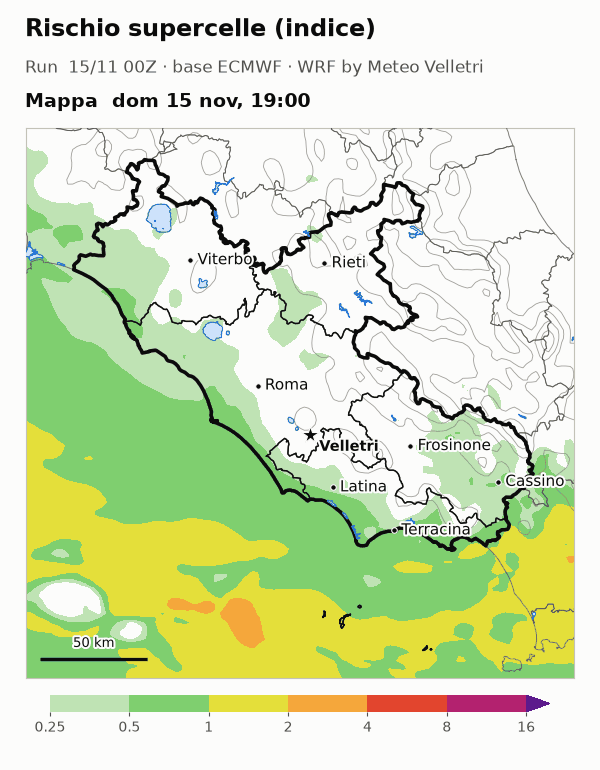 Rischio supercelle (indice)
Run  15/11 00Z · base ECMWF · WRF by Meteo Velletri
Mappa  dom 15 nov, 19:00
Viterbo
Rieti
Roma
Velletri
Frosinone
Cassino
Latina
Terracina
50 km
0.25 0.5 1 2 4 8 16